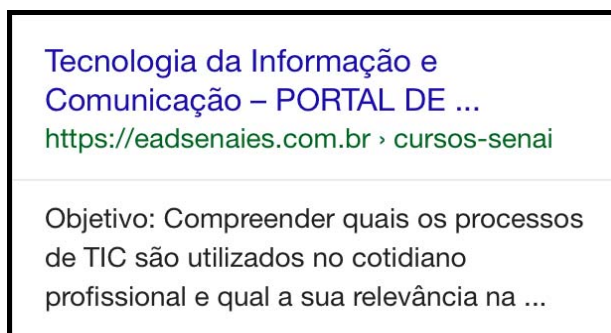 Tecnologia da Informação e
Comunicação – PORTAL DE ...
https://eadsenaies.com.br › cursos-senai
Objetivo: Compreender quais os processos
de TIC são utilizados no cotidiano
profissional e qual a sua relevância na ...